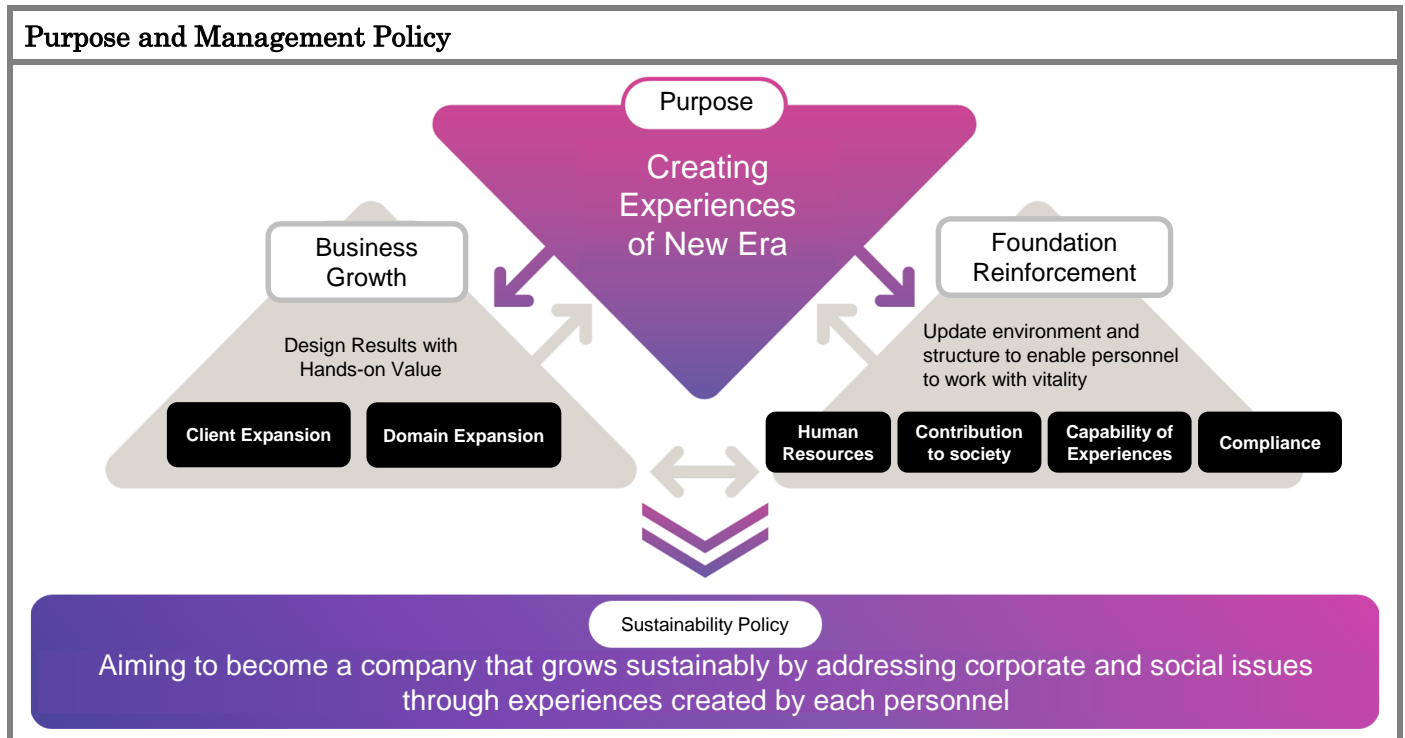 Purpose and Management Policy
Purpose
Creating
Experiences
of New Era
Business
Growth
Design Results with
Hands-on Value
Client Expansion
Domain Expansion
Foundation
Reinforcement
Update environment and
structure to enable personnel
to work with vitality
Human
Resources
Contribution
to society
Capability of
Experiences
Compliance
Sustainability Policy
Aiming to become a company that grows sustainably by addressing corporate and social issues
through experiences created by each personnel